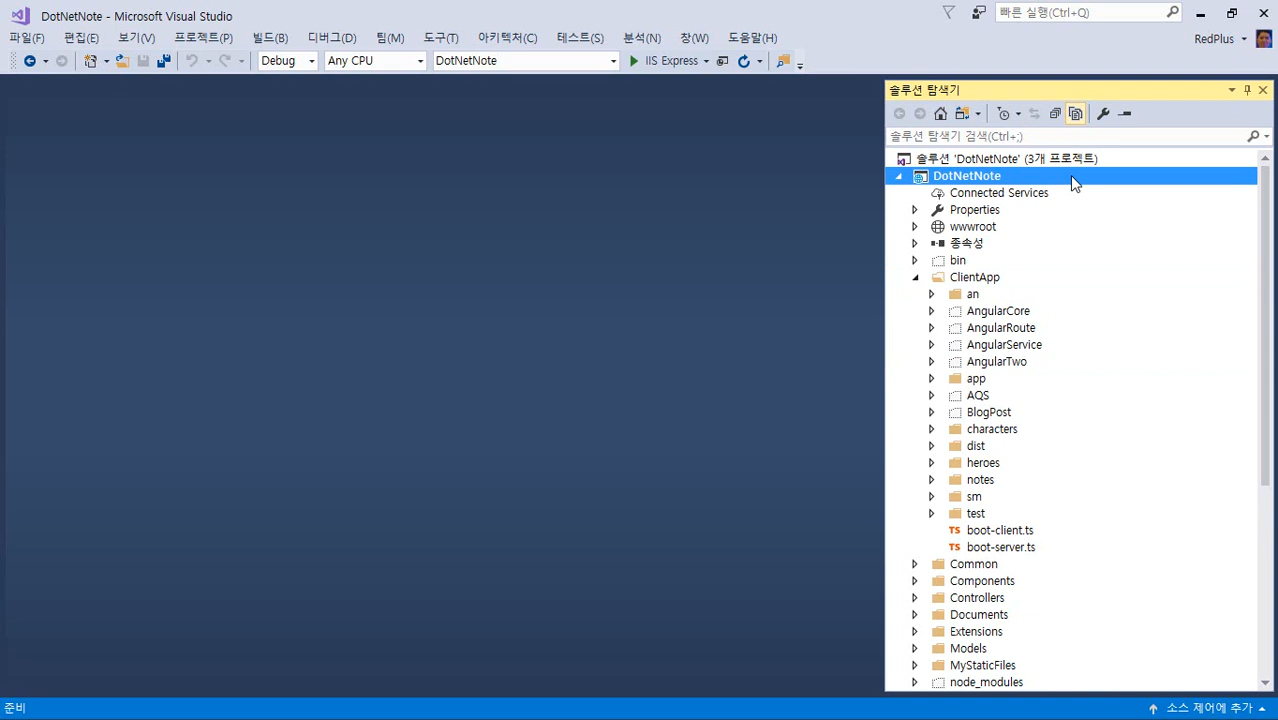 DotNetNote - Microsoft Visual Studio
빠른 실행(Ctrl+Q)
파일(F) 편집(E) 보기(V) 프로젝트(P) 빌드(B) 디버그(D) 팀(M) 도구(T) 아키텍처(C) 테스트(S) 분석(N) 창(W) 도움말(H)
RedPlus
Debug Any CPU DotNetNote IIS Express
솔루션 탐색기
솔루션 탐색기 검색(Ctrl+;)
솔루션 'DotNetNote' (3개 프로젝트)
DotNetNote
Connected Services
Properties
wwwroot
종속성
bin
ClientApp
an
AngularCore
AngularRoute
AngularService
AngularTwo
app
AQS
BlogPost
characters
dist
heroes
notes
sm
test
TS boot-client.ts
TS boot-server.ts
Common
Components
Controllers
Documents
Extensions
Models
MyStaticFiles
node_modules
준비
소스 제어에 추가